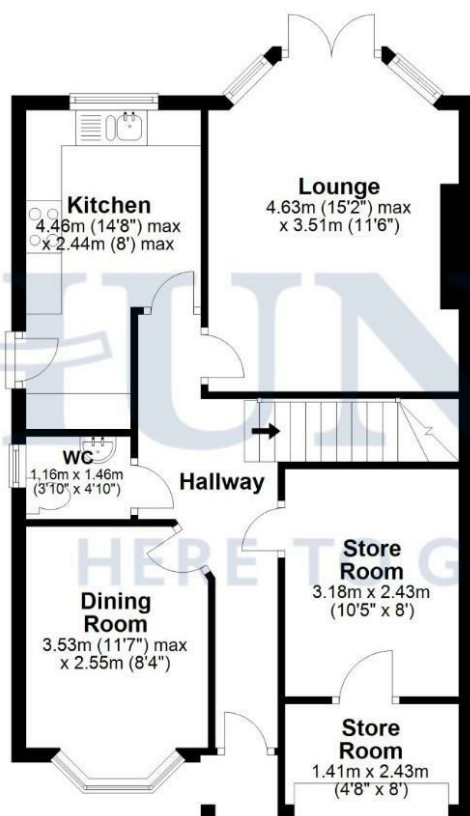 Kitchen
4.46m (14'8") max
x 2.44m (8') max
Lounge
4.63m (15'2") max
x 3.51m (11'6")
HUN
WC
1.16m x 1.46m
(3'10" x 4'10")
Hallway
HERE TO G
Store
Room
3.18m x 2.43m
(10'5" x 8')
Dining
Room
3.53m (11'7") max
x 2.55m (8'4")
Store
Room
1.41m x 2.43m
(4'8" x 8')